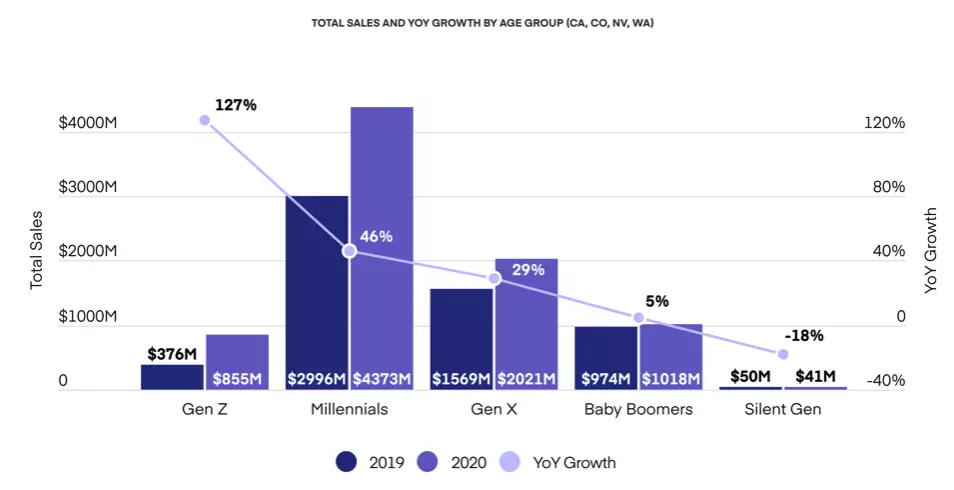 TOTAL SALES AND YOY GROWTH BY AGE GROUP (CA, CO, NV, WA)
127%
$4000M
120%
$3000M
80%
Total Sales
YoY Growth
46%
$2000M
40%
29%
5%
$1000M
0
-18%
$376M
0
$855M
$2996M
$4373M
$1569M
$2021M
$974M
$1018M
$50M
$41M
-40%
Gen Z
Millennials
Gen X
Baby Boomers
Silent Gen
2019
2020
YoY Growth